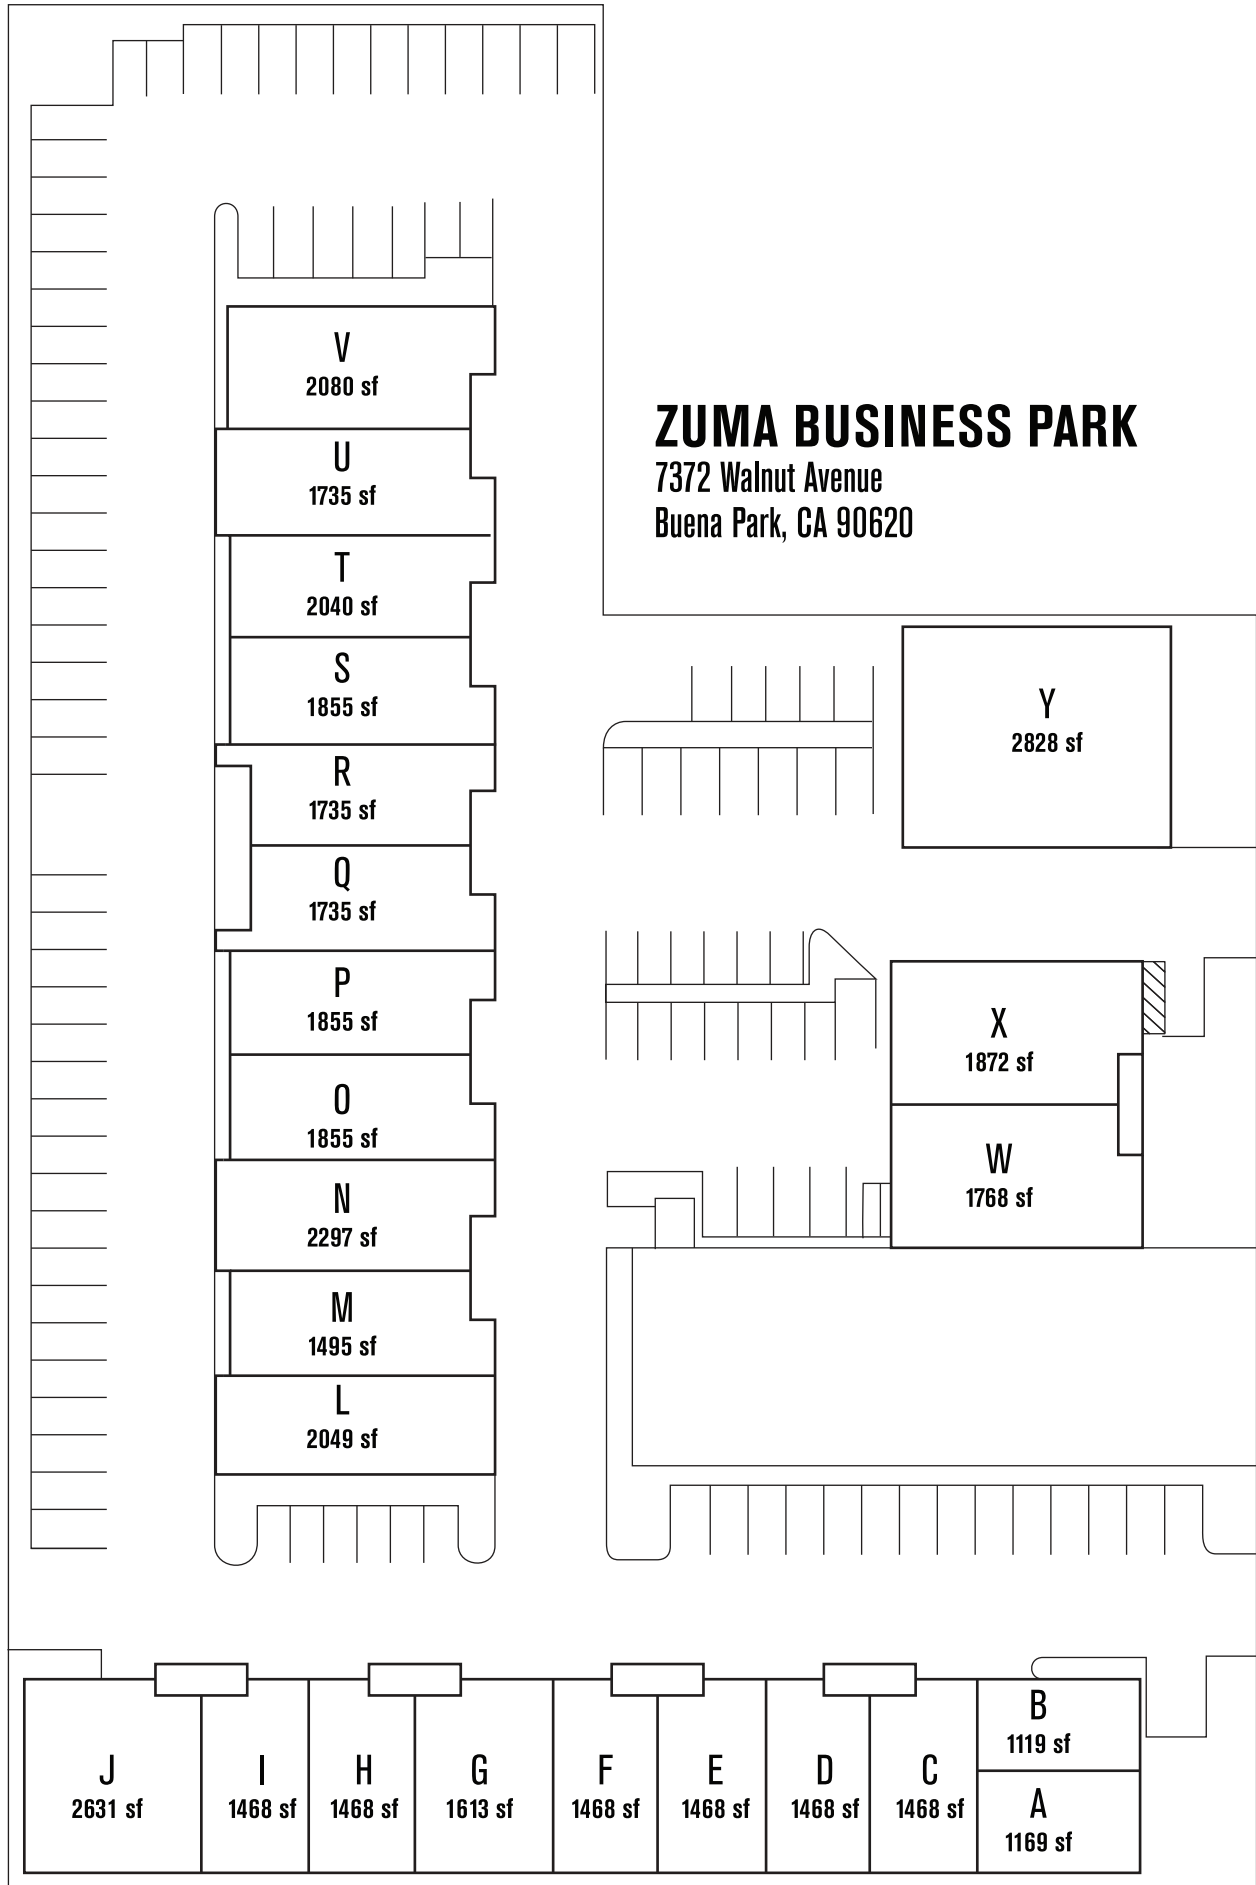 ZUMA BUSINESS PARK
7372 Walnut Avenue
Buena Park, CA 90620
V
2080 sf
U
1735 sf
T
2040 sf
S
1855 sf
R
1735 sf
Q
1735 sf
P
1855 sf
O
1855 sf
N
2297 sf
M
1495 sf
L
2049 sf
Y
2828 sf
X
1872 sf
W
1768 sf
J
2631 sf
I
1468 sf
H
1468 sf
G
1613 sf
F
1468 sf
E
1468 sf
D
1468 sf
C
1468 sf
B
1119 sf
A
1169 sf